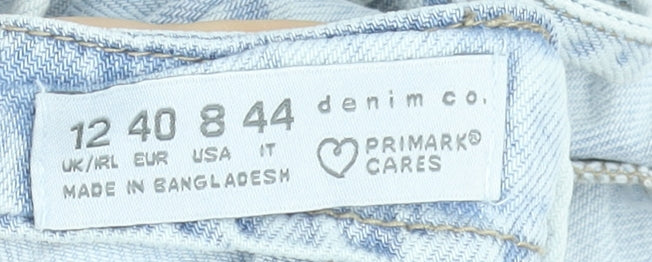 12 40 8 44
UK/IRL EUR USA IT
MADE IN BANGLADESH
denim co.
PRIMARK®
CARES